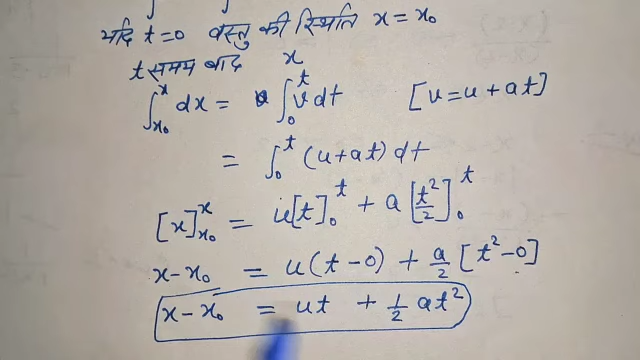 यदि t=0 वस्तु की स्थिति x = x₀
t समय बाद x
∫ₓ₀ˣ dx = ∫₀ᵗ v dt [v = u + at]
= ∫₀ᵗ (u+at) dt
[x]ₓ₀ˣ = u[t]₀ᵗ + a[t²/2]₀ᵗ
x-x₀ = u(t-0) + a/2 [t²-0]
x-x₀ = ut + 1/2 at²